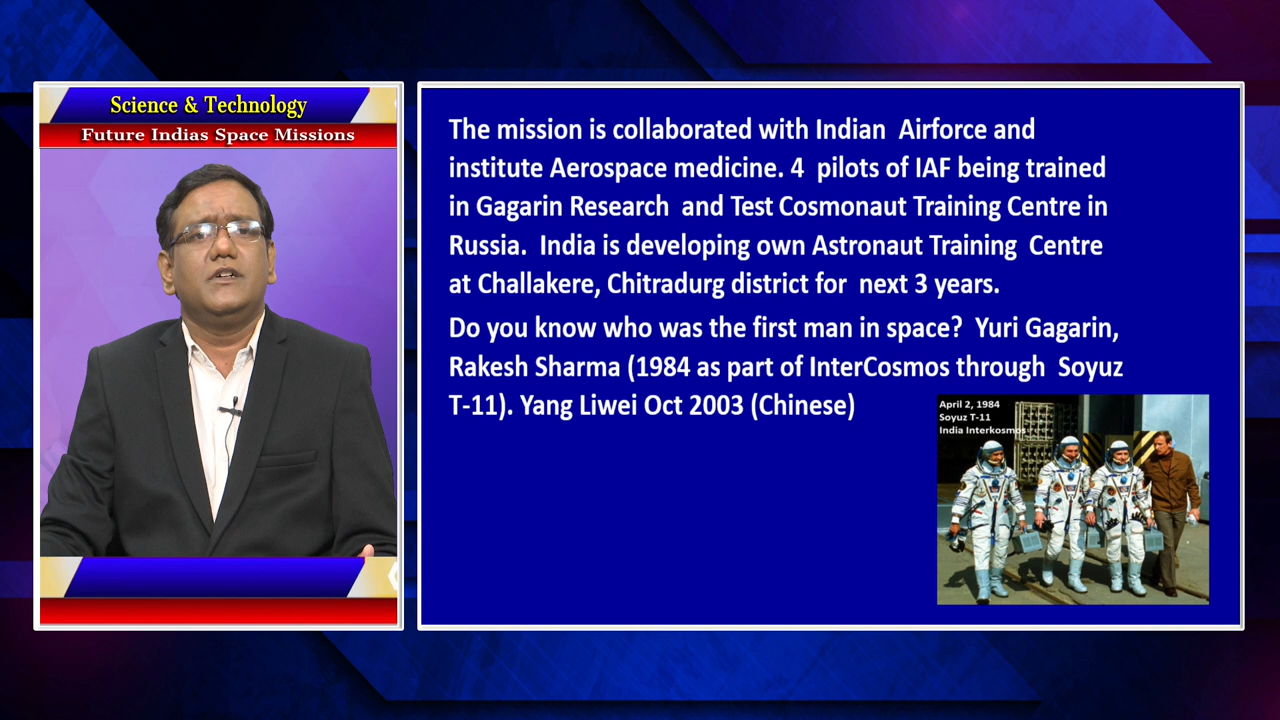 Science & Technology
Future Indias Space Missions
The mission is collaborated with Indian Airforce and
institute Aerospace medicine. 4 pilots of IAF being trained
in Gagarin Research and Test Cosmonaut Training Centre in
Russia. India is developing own Astronaut Training Centre
at Challakere, Chitradurg district for next 3 years.
Do you know who was the first man in space? Yuri Gagarin,
Rakesh Sharma (1984 as part of InterCosmos through Soyuz
T-11). Yang Liwei Oct 2003 (Chinese)
April 2, 1984
Soyuz T-11
India Interkosmos